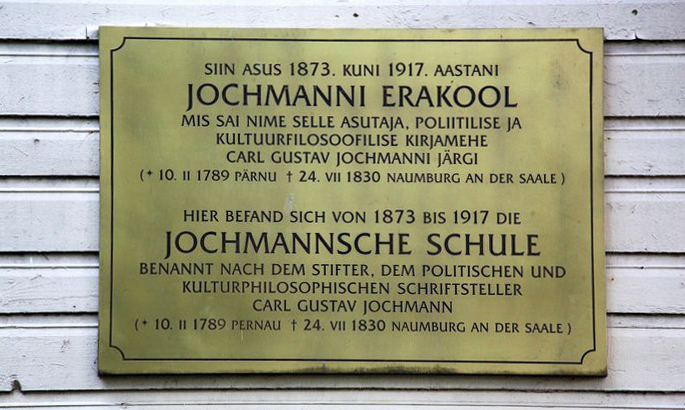 SIIN ASUS 1873. KUNI 1917. AASTANI
JOCHMANNI ERAKOOL
MIS SAI NIME SELLE ASUTAJA, POLIITILISE JA
KULTUURFILOSOOFILISE KIRJAMEHE
CARL GUSTAV JOCHMANNI JÄRGI
(* 10. II 1789 PÄRNU † 24. VII 1830 NAUMBURG AN DER SAALE)
HIER BEFAND SICH VON 1873 BIS 1917 DIE
JOCHMANNSCHE SCHULE
BENANNT NACH DEM STIFTER, DEM POLITISCHEN UND
KULTURPHILOSOPHISCHEN SCHRIFTSTELLER
CARL GUSTAV JOCHMANN
(* 10. II 1789 PERNAU † 24. VII 1830 NAUMBURG AN DER SAALE)